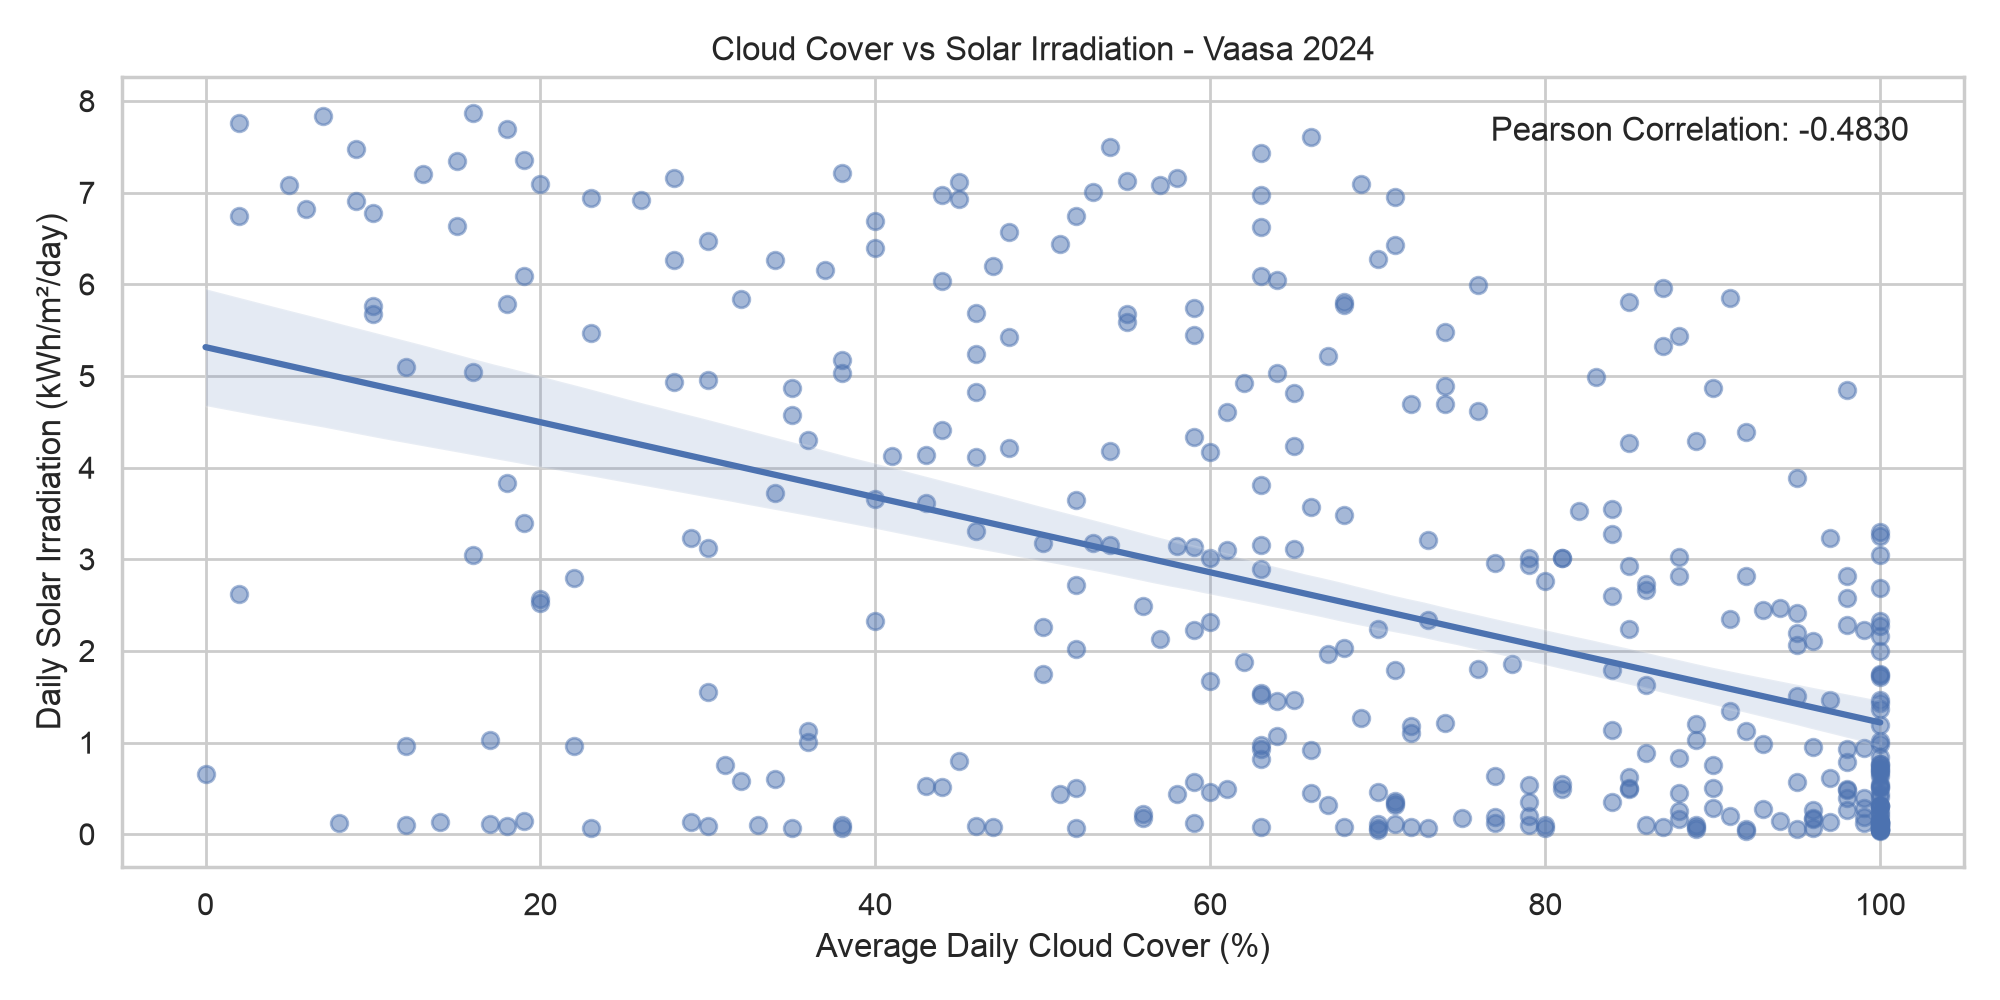 Cloud Cover vs Solar Irradiation - Vaasa 2024
Pearson Correlation: -0.4830
Daily Solar Irradiation (kWh/m²/day)
8
7
6
5
4
3
2
1
0
0 20 40 60 80 100
Average Daily Cloud Cover (%)